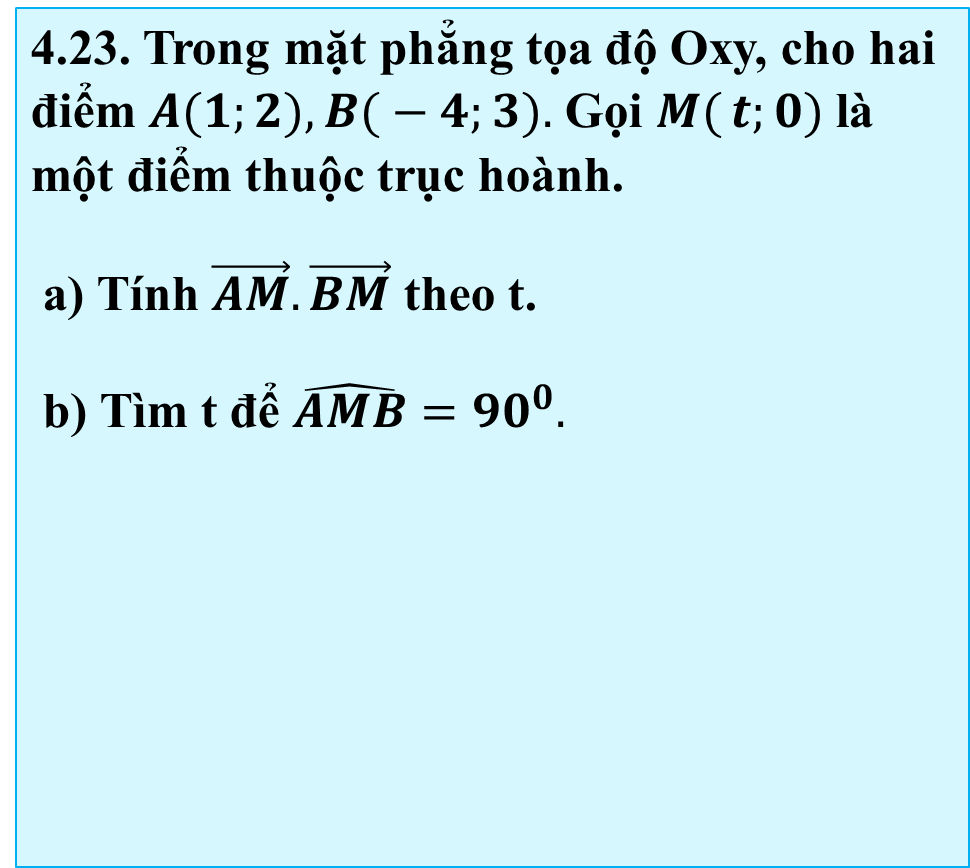 4.23. Trong mặt phẳng tọa độ Oxy, cho hai
điểm A(1; 2), B( − 4; 3). Gọi M( t; 0) là
một điểm thuộc trục hoành.
a) Tính $\overrightarrow{AM}.\overrightarrow{BM}$ theo t.
b) Tìm t để $\widehat{AMB} = 90^0$.